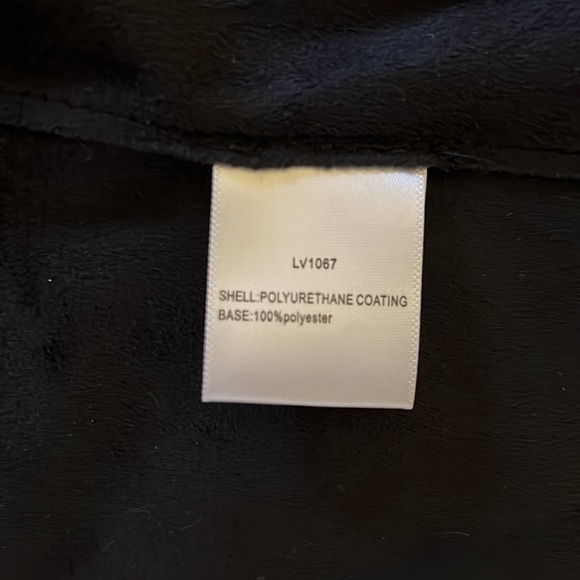 LV1067
SHELL:POLYURETHANE COATING
BASE:100%polyester